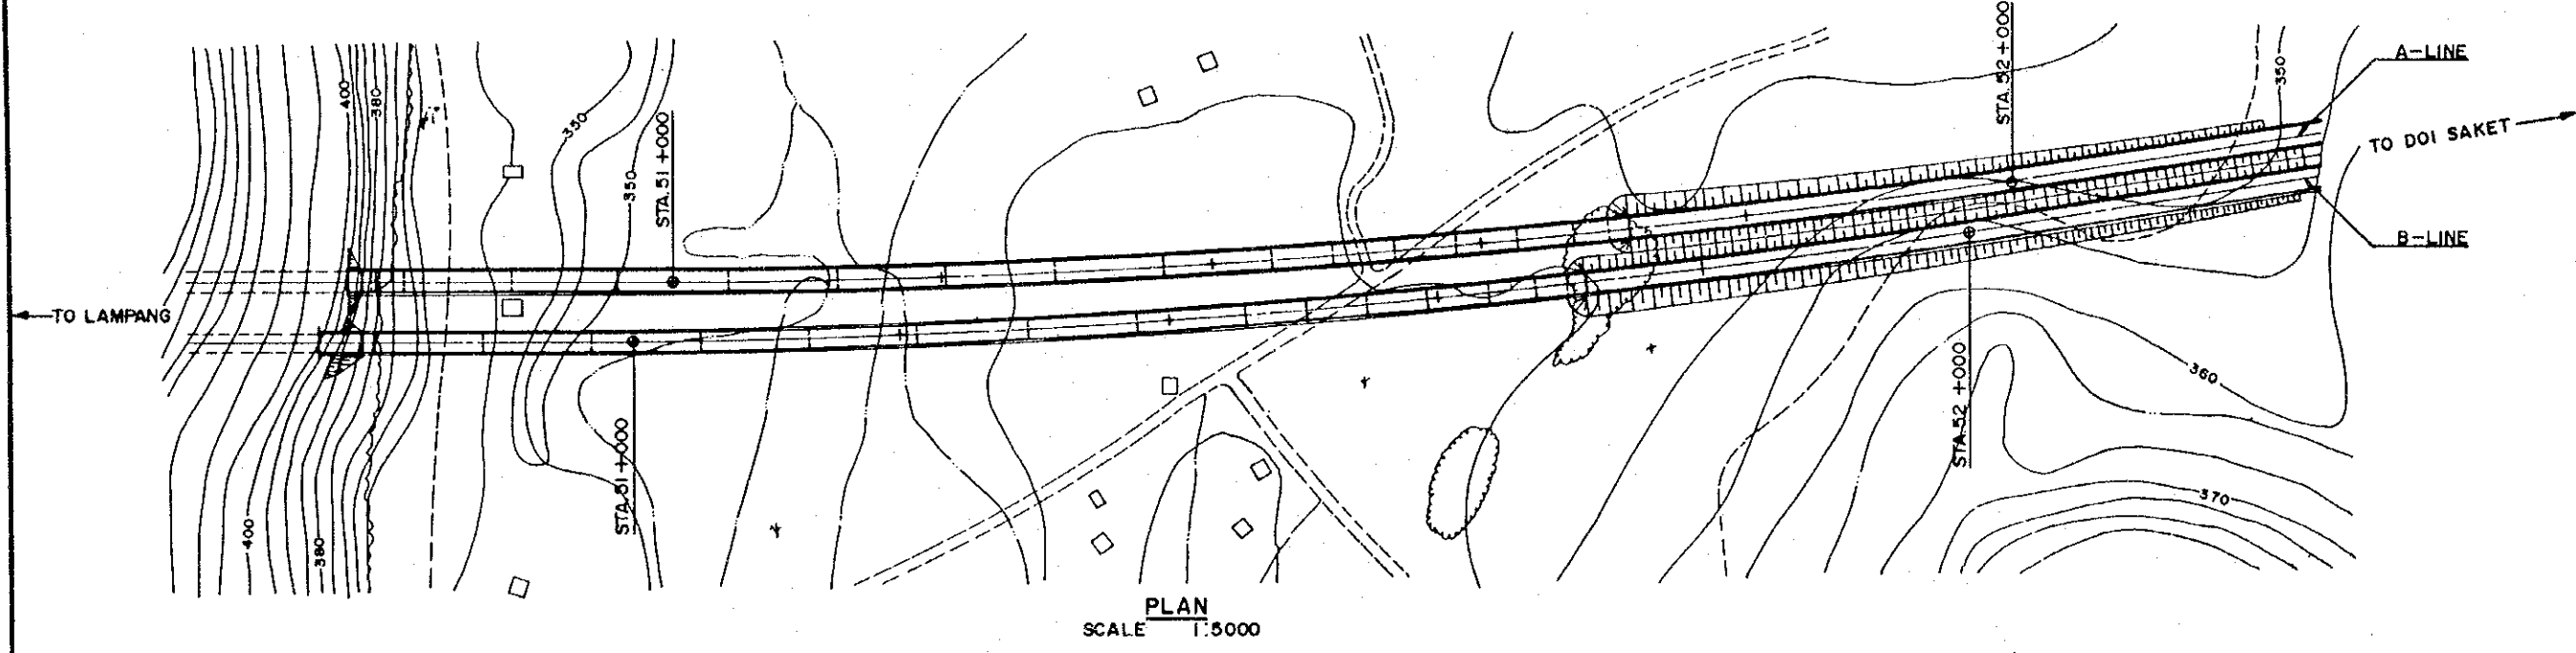 STA. 52 + 000
A-LINE
TO DOI SAKET
B-LINE
TO LAMPANG
400
380
350
350
STA. 51 + 000
350
STA. 51 + 000
400
380
STA. 52 + 000
360
370
PLAN
SCALE 1:5000